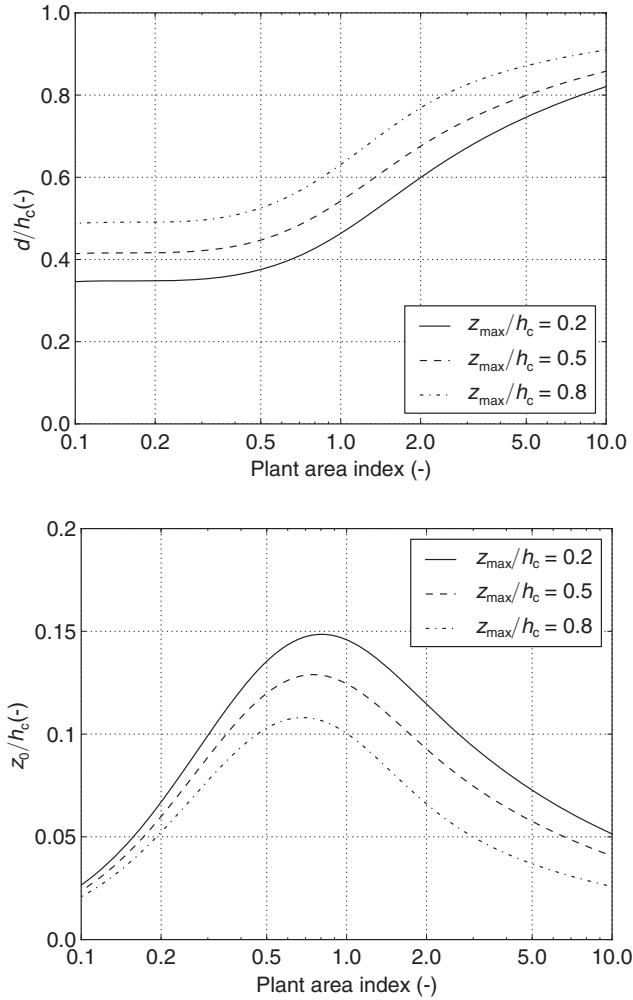 1.0
0.8
0.6
0.4
0.2
0.0
d/hc(-)
zmax/hc = 0.2
zmax/hc = 0.5
zmax/hc = 0.8
0.1 0.2 0.5 1.0 2.0 5.0 10.0
Plant area index (-)
0.2
0.15
0.1
0.05
0.0
z0/hc(-)
zmax/hc = 0.2
zmax/hc = 0.5
zmax/hc = 0.8
0.1 0.2 0.5 1.0 2.0 5.0 10.0
Plant area index (-)